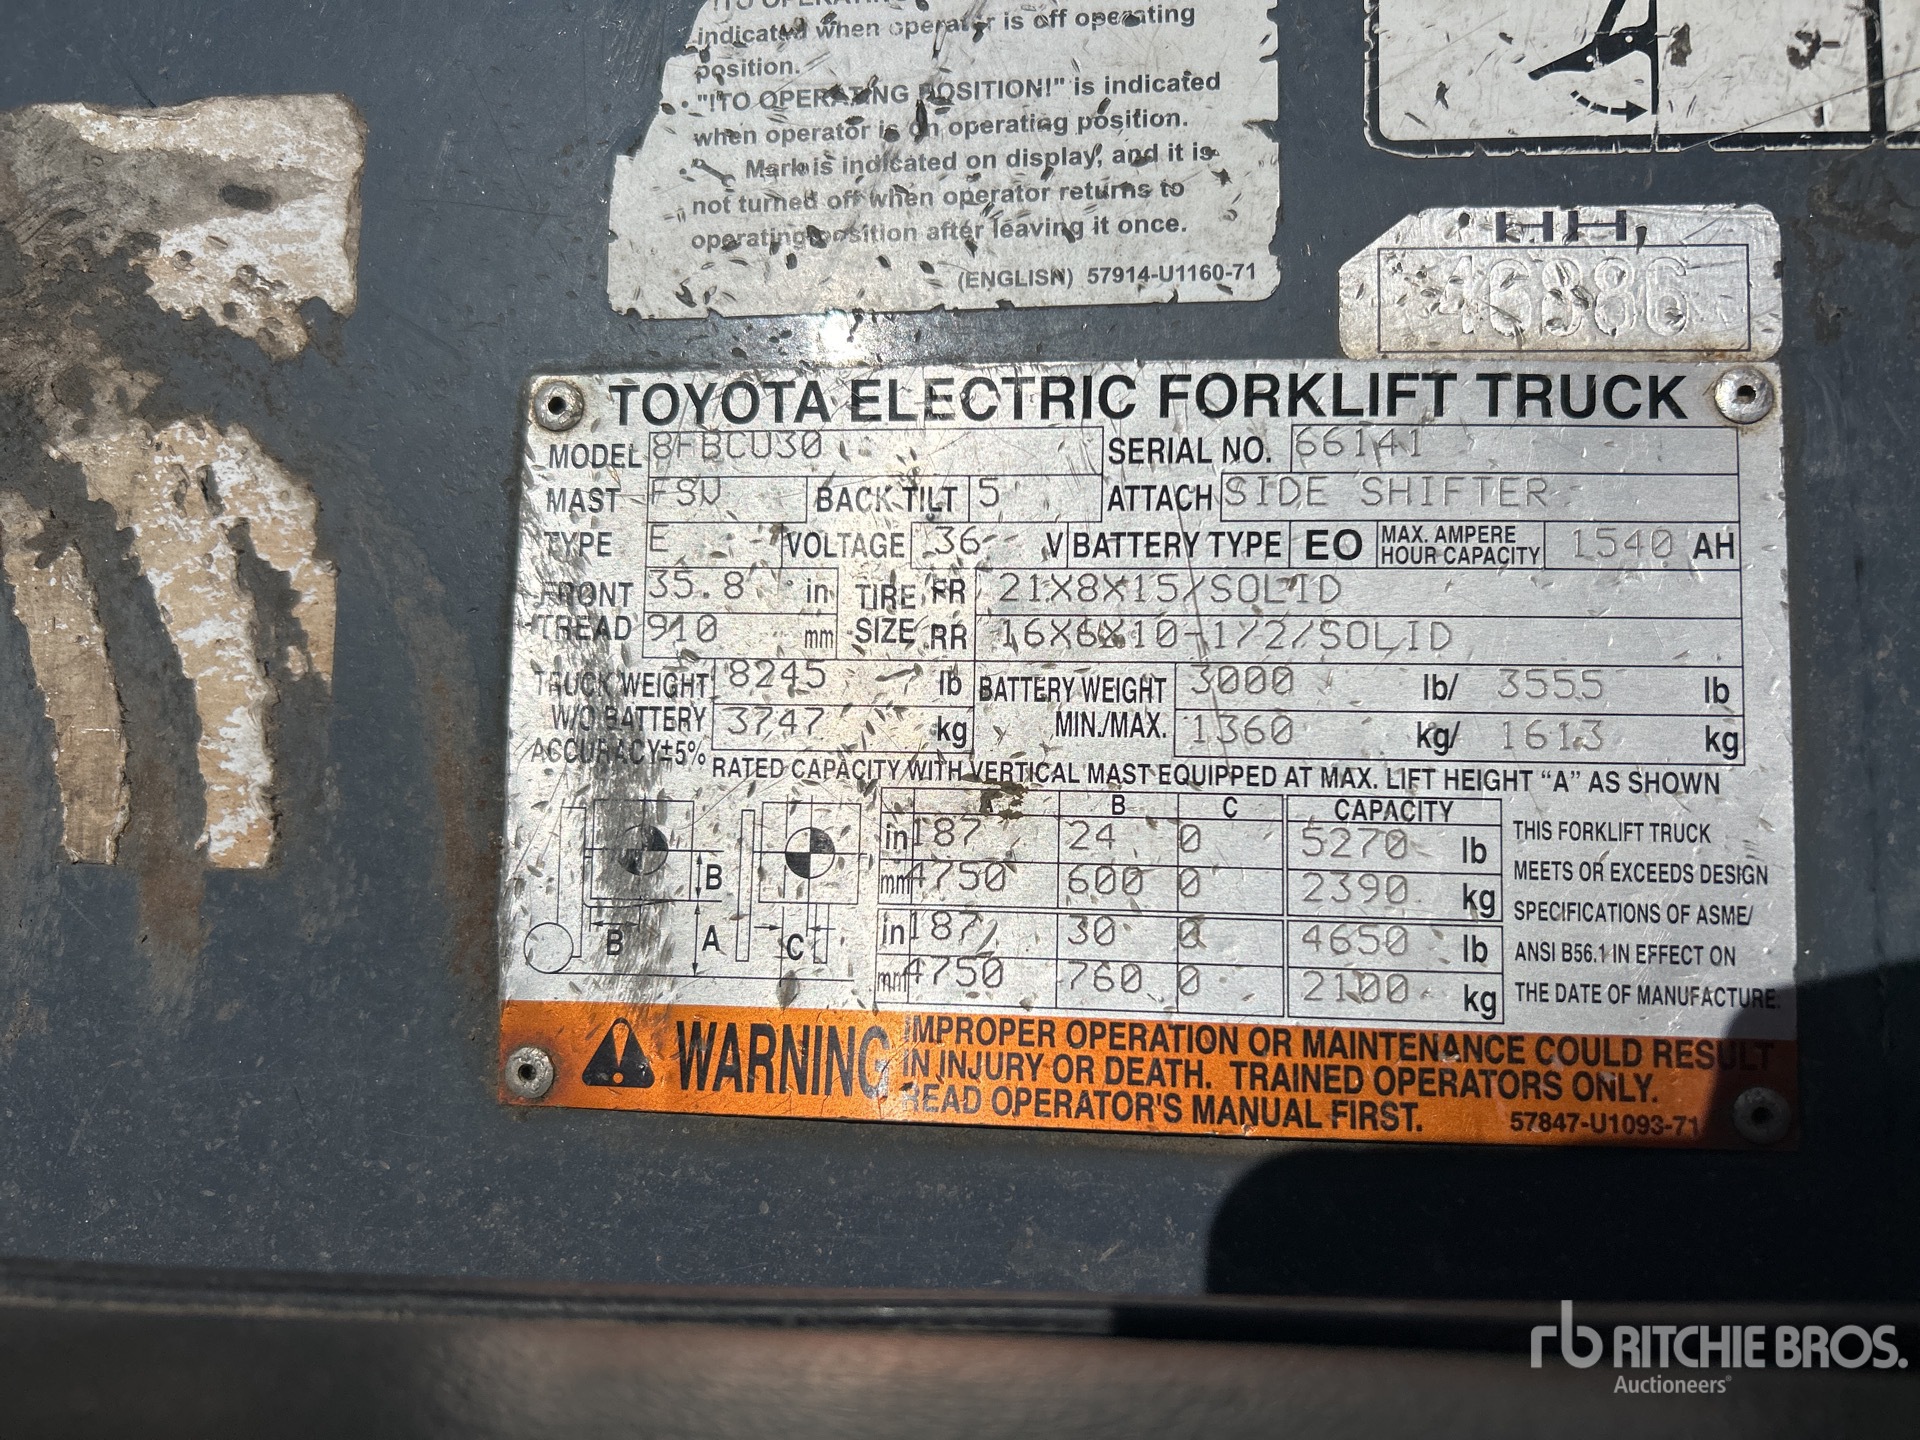 "!TO OPERATING
indicated when operator is off operating
position.
• "!TO OPERATING POSITION!" is indicated
when operator is on operating position.
• Mark is indicated on display, and it is
not turned off when operator returns to
operating position after leaving it once.
(ENGLISH) 57914-U1160-71
HH
46886
TOYOTA ELECTRIC FORKLIFT TRUCK
MODEL 8FBCU30 SERIAL NO. 66141
MAST FSV BACK TILT 5 ATTACH SIDE SHIFTER
TYPE E VOLTAGE 36 V BATTERY TYPE EO MAX. AMPERE HOUR CAPACITY 1540 AH
FRONT TREAD 35.8 in TIRE SIZE FR 21X8X15/SOLID
910 mm RR 16X6X10-1/2/SOLID
TRUCK WEIGHT W/O BATTERY ACCURACY±5% 8245 lb BATTERY WEIGHT MIN./MAX. 3000 lb/ 3555 lb
3747 kg 1360 kg/ 1613 kg
RATED CAPACITY WITH VERTICAL MAST EQUIPPED AT MAX. LIFT HEIGHT "A" AS SHOWN
A B C CAPACITY
in 187 24 0 5270 lb
mm 4750 600 0 2390 kg
in 187 30 0 4650 lb
mm 4750 760 0 2100 kg
B
B A C
THIS FORKLIFT TRUCK
MEETS OR EXCEEDS DESIGN
SPECIFICATIONS OF ASME/
ANSI B56.1 IN EFFECT ON
THE DATE OF MANUFACTURE.
WARNING
IMPROPER OPERATION OR MAINTENANCE COULD RESULT
IN INJURY OR DEATH. TRAINED OPERATORS ONLY.
READ OPERATOR'S MANUAL FIRST.
57847-U1093-71
rb RITCHIE BROS.
Auctioneers®